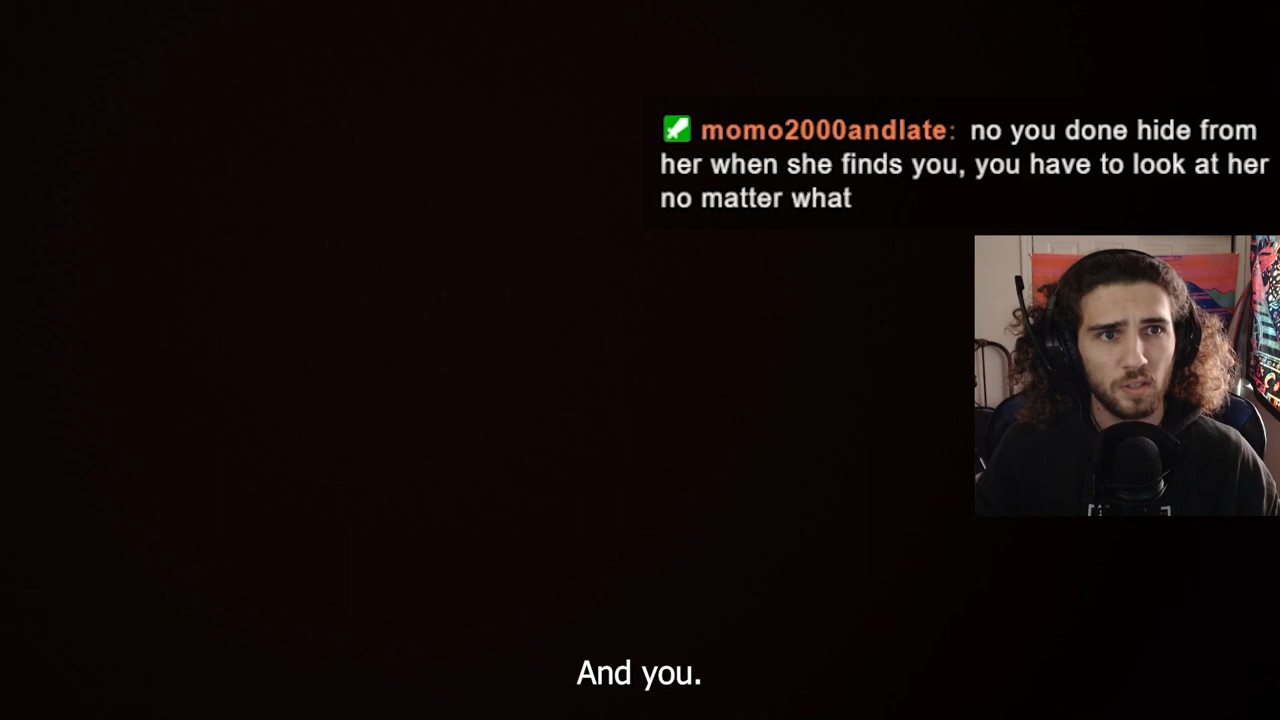 momo2000andlate: no you done hide from
her when she finds you, you have to look at her
no matter what
And you.